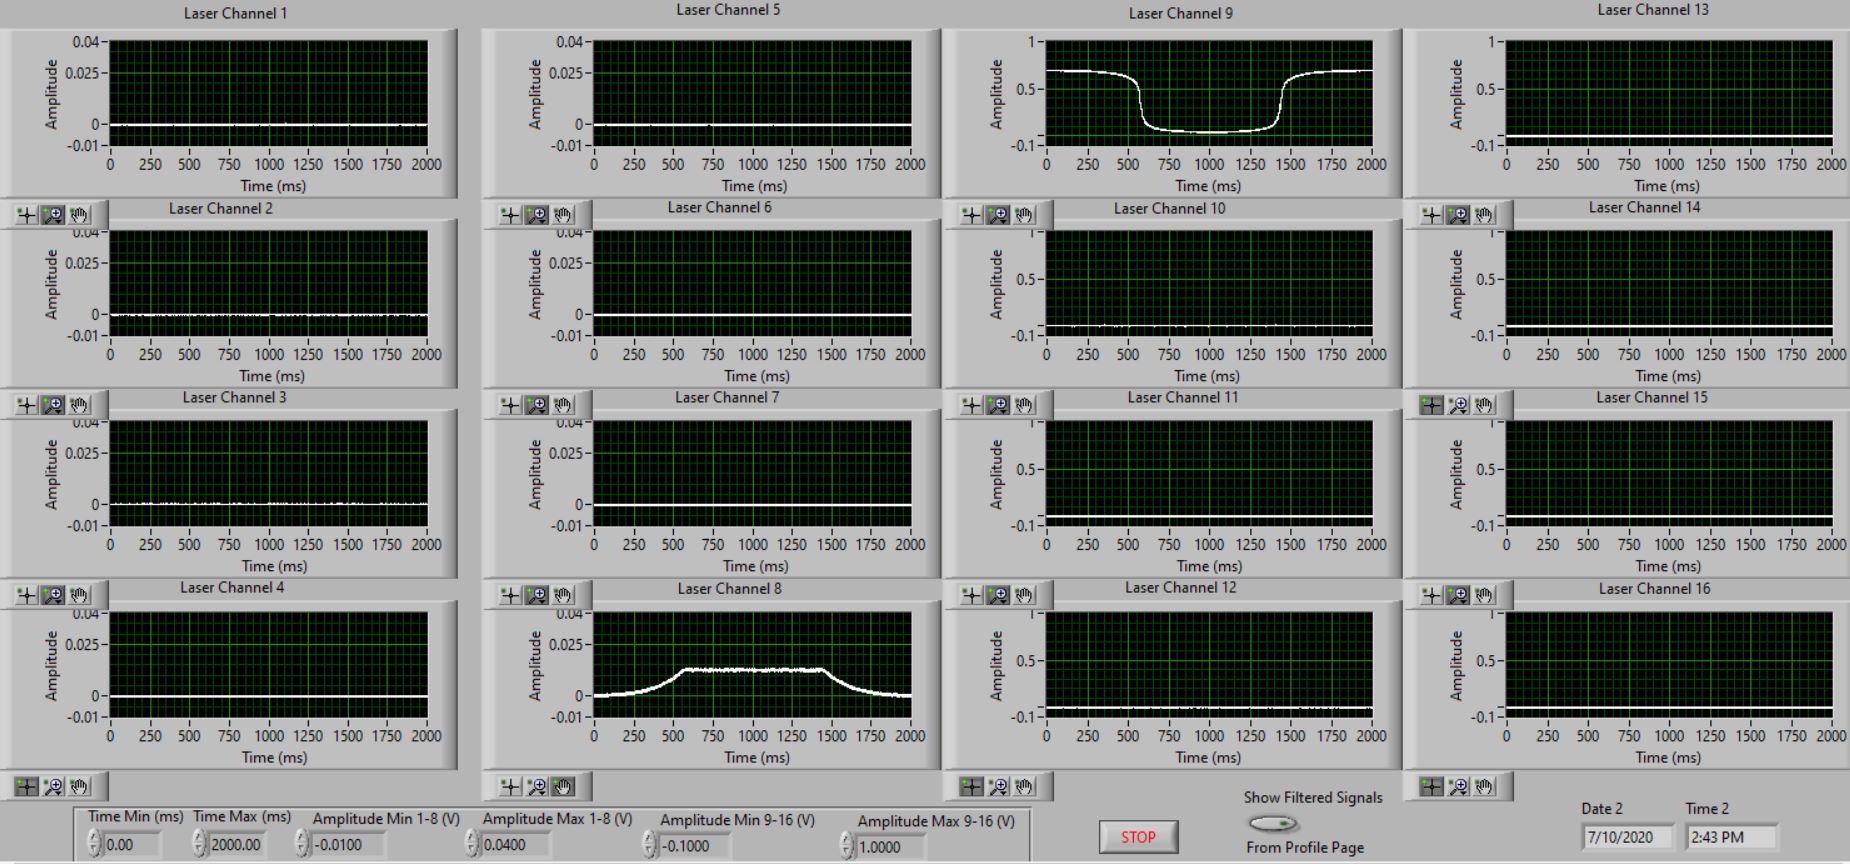 Laser Channel 1
0.04
0.025
0
-0.01
Amplitude
0 250 500 750 1000 1250 1500 1750 2000
Time (ms)
Laser Channel 5
0.04
0.025
0
-0.01
Amplitude
0 250 500 750 1000 1250 1500 1750 2000
Time (ms)
Laser Channel 9
1
0.5
-0.1
Amplitude
0 250 500 750 1000 1250 1500 1750 2000
Time (ms)
Laser Channel 13
1
0.5
-0.1
Amplitude
0 250 500 750 1000 1250 1500 1750 2000
Time (ms)
Laser Channel 2
0.04
0.025
0
-0.01
Amplitude
0 250 500 750 1000 1250 1500 1750 2000
Time (ms)
Laser Channel 6
0.04
0.025
0
-0.01
Amplitude
0 250 500 750 1000 1250 1500 1750 2000
Time (ms)
Laser Channel 10
1
0.5
-0.1
Amplitude
0 250 500 750 1000 1250 1500 1750 2000
Time (ms)
Laser Channel 14
1
0.5
-0.1
Amplitude
0 250 500 750 1000 1250 1500 1750 2000
Time (ms)
Laser Channel 3
0.04
0.025
0
-0.01
Amplitude
0 250 500 750 1000 1250 1500 1750 2000
Time (ms)
Laser Channel 7
0.04
0.025
0
-0.01
Amplitude
0 250 500 750 1000 1250 1500 1750 2000
Time (ms)
Laser Channel 11
1
0.5
-0.1
Amplitude
0 250 500 750 1000 1250 1500 1750 2000
Time (ms)
Laser Channel 15
1
0.5
-0.1
Amplitude
0 250 500 750 1000 1250 1500 1750 2000
Time (ms)
Laser Channel 4
0.04
0.025
0
-0.01
Amplitude
0 250 500 750 1000 1250 1500 1750 2000
Time (ms)
Laser Channel 8
0.04
0.025
0
-0.01
Amplitude
0 250 500 750 1000 1250 1500 1750 2000
Time (ms)
Laser Channel 12
1
0.5
-0.1
Amplitude
0 250 500 750 1000 1250 1500 1750 2000
Time (ms)
Laser Channel 16
1
0.5
-0.1
Amplitude
0 250 500 750 1000 1250 1500 1750 2000
Time (ms)
Time Min (ms) Time Max (ms) Amplitude Min 1-8 (V) Amplitude Max 1-8 (V) Amplitude Min 9-16 (V) Amplitude Max 9-16 (V)
0.00 2000.00 -0.0100 0.0400 -0.1000 1.0000
STOP
Show Filtered Signals
From Profile Page
Date 2 Time 2
7/10/2020 2:43 PM